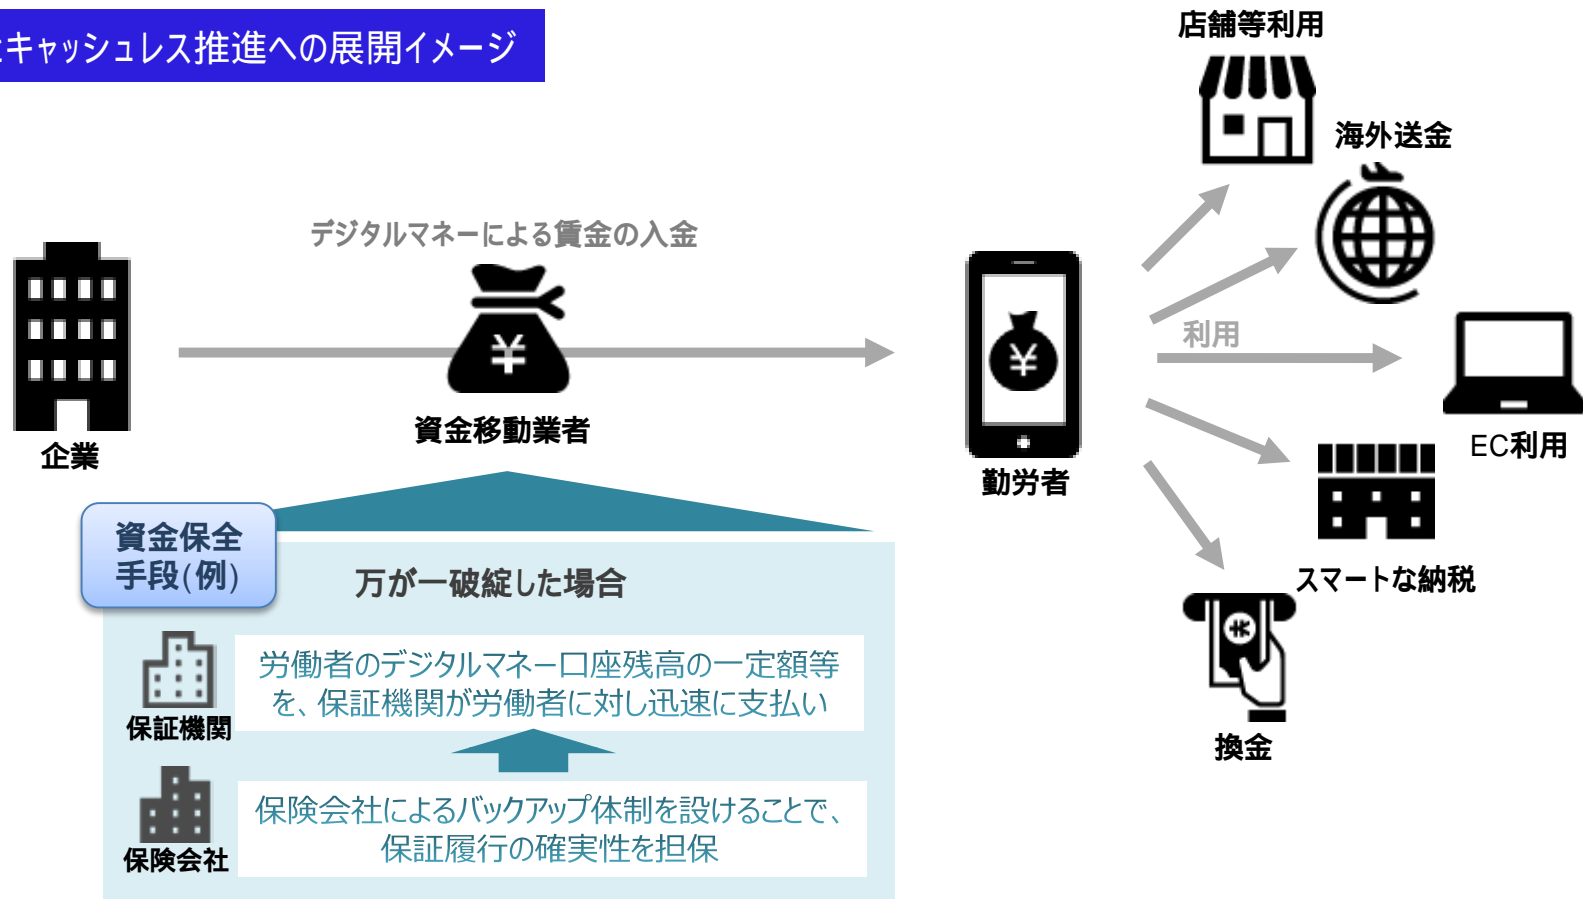 キャッシュレス推進への展開イメージ
店舗等利用
海外送金
デジタルマネーによる賃金の入金
利用
企業
資金移動業者
勤労者
EC利用
スマートな納税
換金
資金保全
手段(例)
万が一破綻した場合
保証機関
労働者のデジタルマネー口座残高の一定額等
を、保証機関が労働者に対し迅速に支払い
保険会社
保険会社によるバックアップ体制を設けることで、
保証履行の確実性を担保